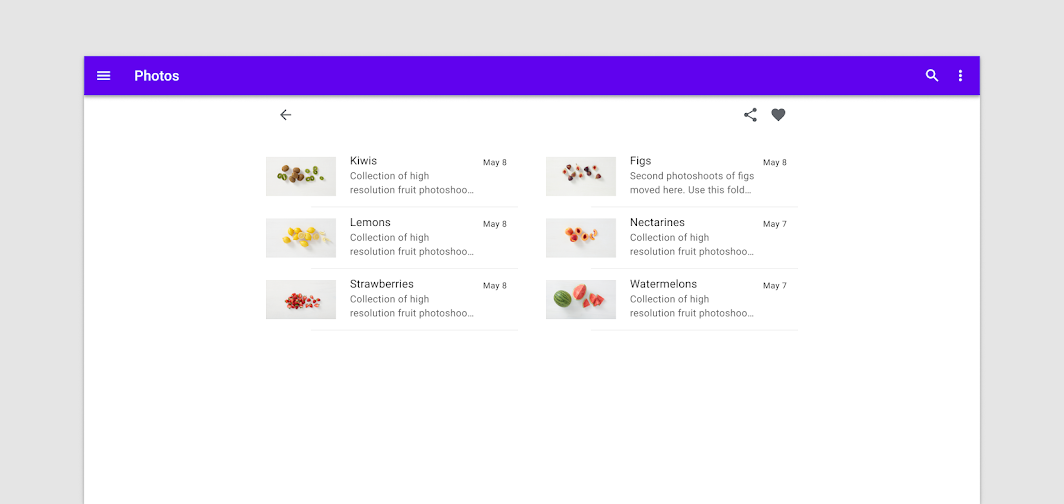 Photos
Kiwis
May 8
Collection of high
resolution fruit photoshoo...
Lemons
May 8
Collection of high
resolution fruit photoshoo...
Strawberries
May 8
Collection of high
resolution fruit photoshoo...
Figs
May 8
Second photoshoots of figs
moved here. Use this fold...
Nectarines
May 7
Collection of high
resolution fruit photoshoo...
Watermelons
May 7
Collection of high
resolution fruit photoshoo...